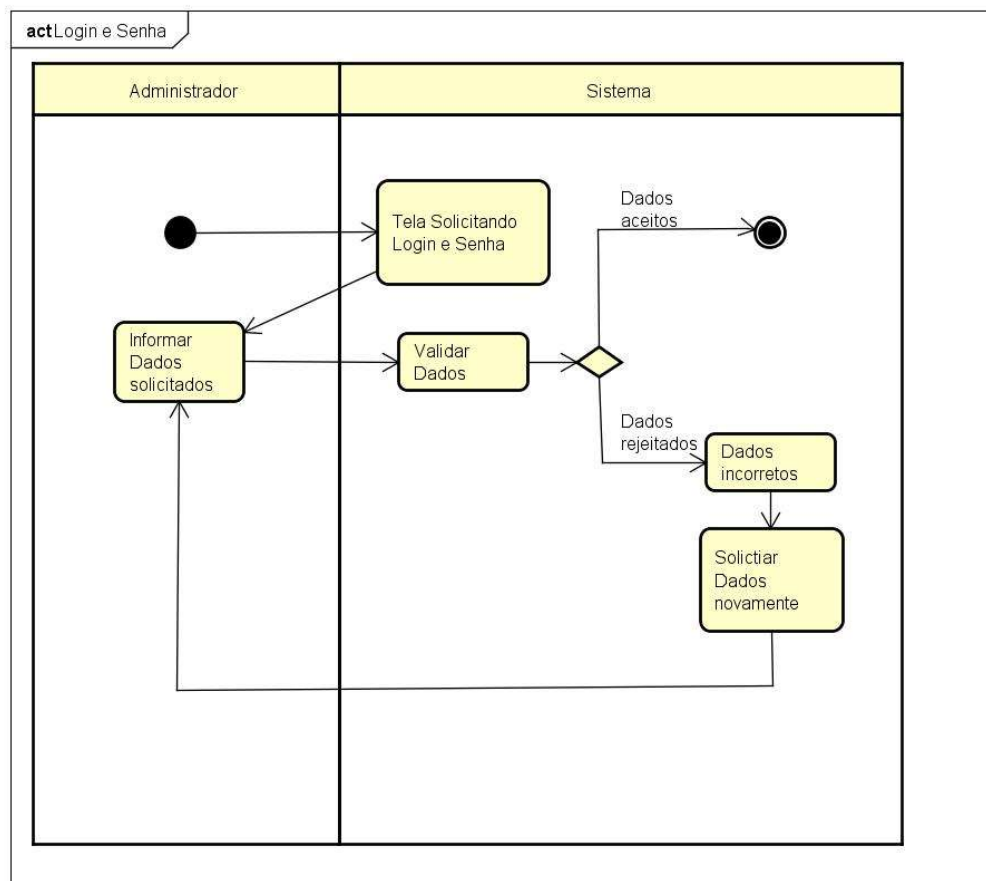 act Login e Senha
Administrador
Sistema
Tela Solicitando
Login e Senha
Dados
aceitos
Informar
Dados
solicitados
Validar
Dados
Dados
rejeitados
Dados
incorretos
Solictiar
Dados
novamente